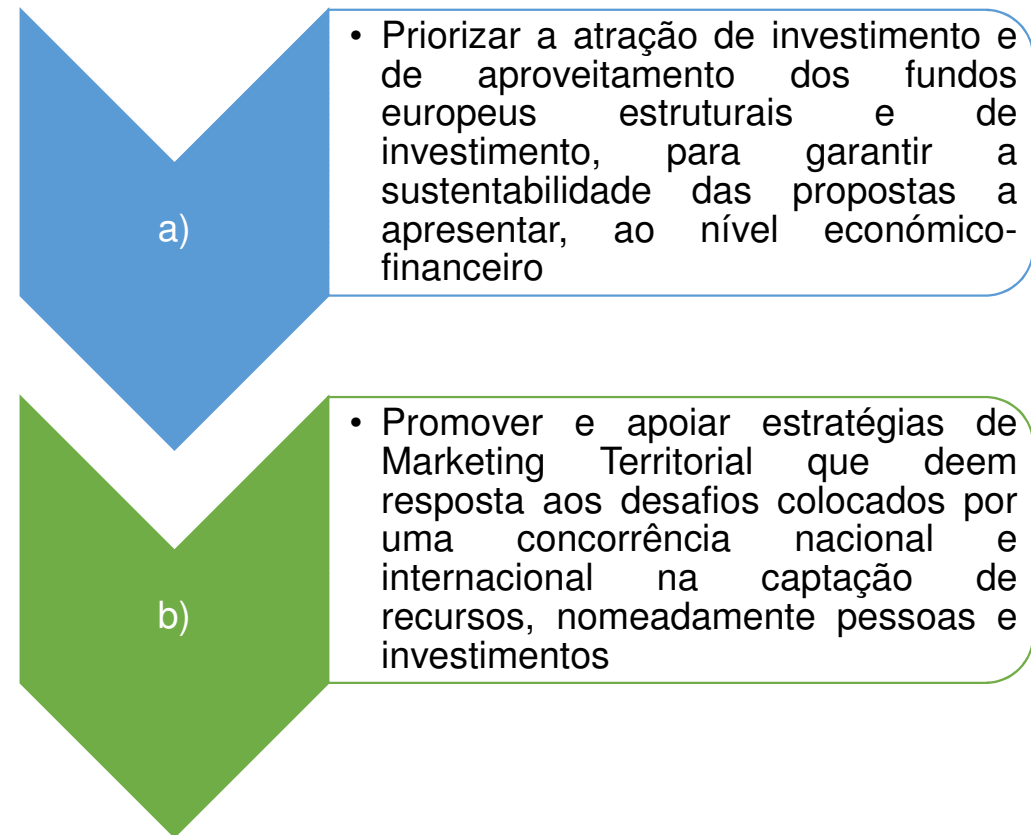 a)
• Priorizar a atração de investimento e
de aproveitamento dos fundos
europeus estruturais e de
investimento, para garantir a
sustentabilidade das propostas a
apresentar, ao nível económico-
financeiro
b)
• Promover e apoiar estratégias de
Marketing Territorial que deem
resposta aos desafios colocados por
uma concorrência nacional e
internacional na captação de
recursos, nomeadamente pessoas e
investimentos